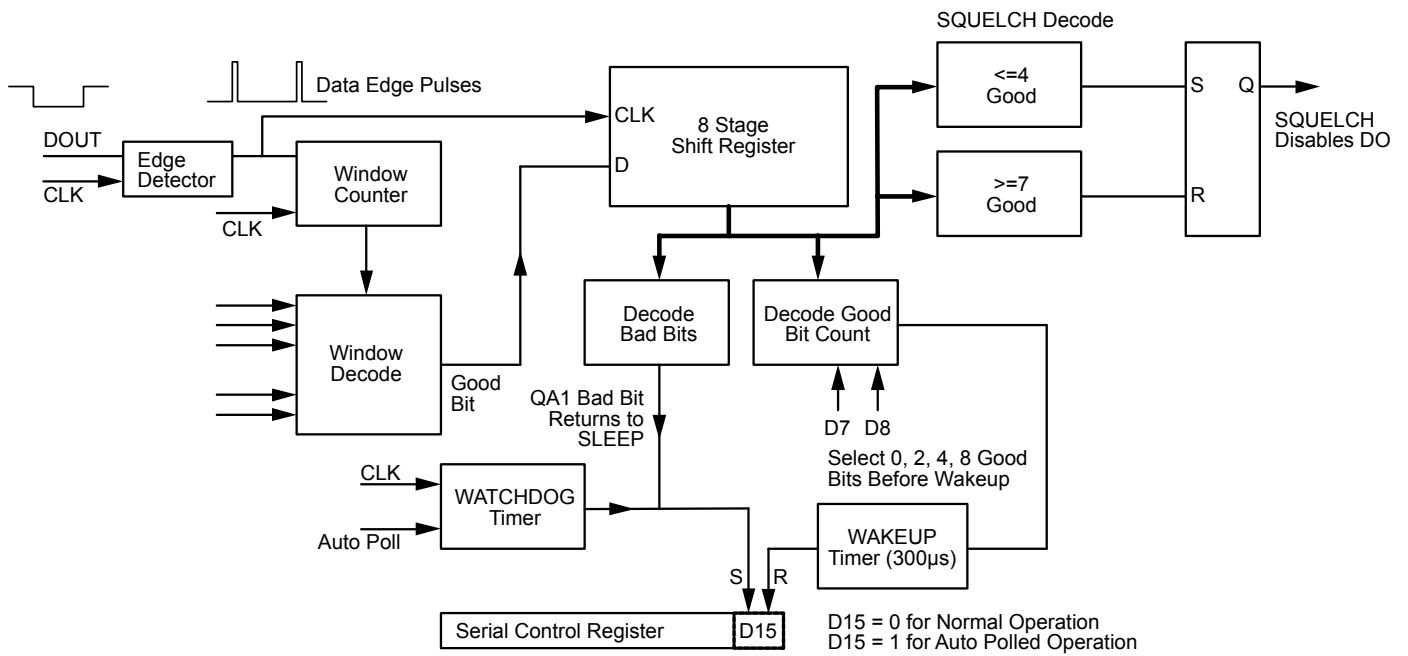 SQUELCH Decode
<=4
Good
S
Q
SQUELCH
Disables DO
>=7
Good
R
Data Edge Pulses
CLK
8 Stage
Shift Register
D
DOUT
CLK
Edge
Detector
Window
Counter
CLK
Window
Decode
Good
Bit
Decode
Bad Bits
Decode Good
Bit Count
QA1 Bad Bit
Returns to
SLEEP
D7 D8
Select 0, 2, 4, 8 Good
Bits Before Wakeup
CLK
Auto Poll
WATCHDOG
Timer
WAKEUP
Timer (300µs)
S
R
Serial Control Register
D15
D15 = 0 for Normal Operation
D15 = 1 for Auto Polled Operation